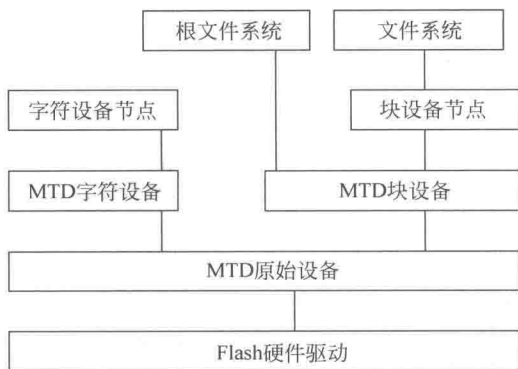 根文件系统
文件系统
字符设备节点
块设备节点
MTD字符设备
MTD块设备
MTD原始设备
Flash硬件驱动